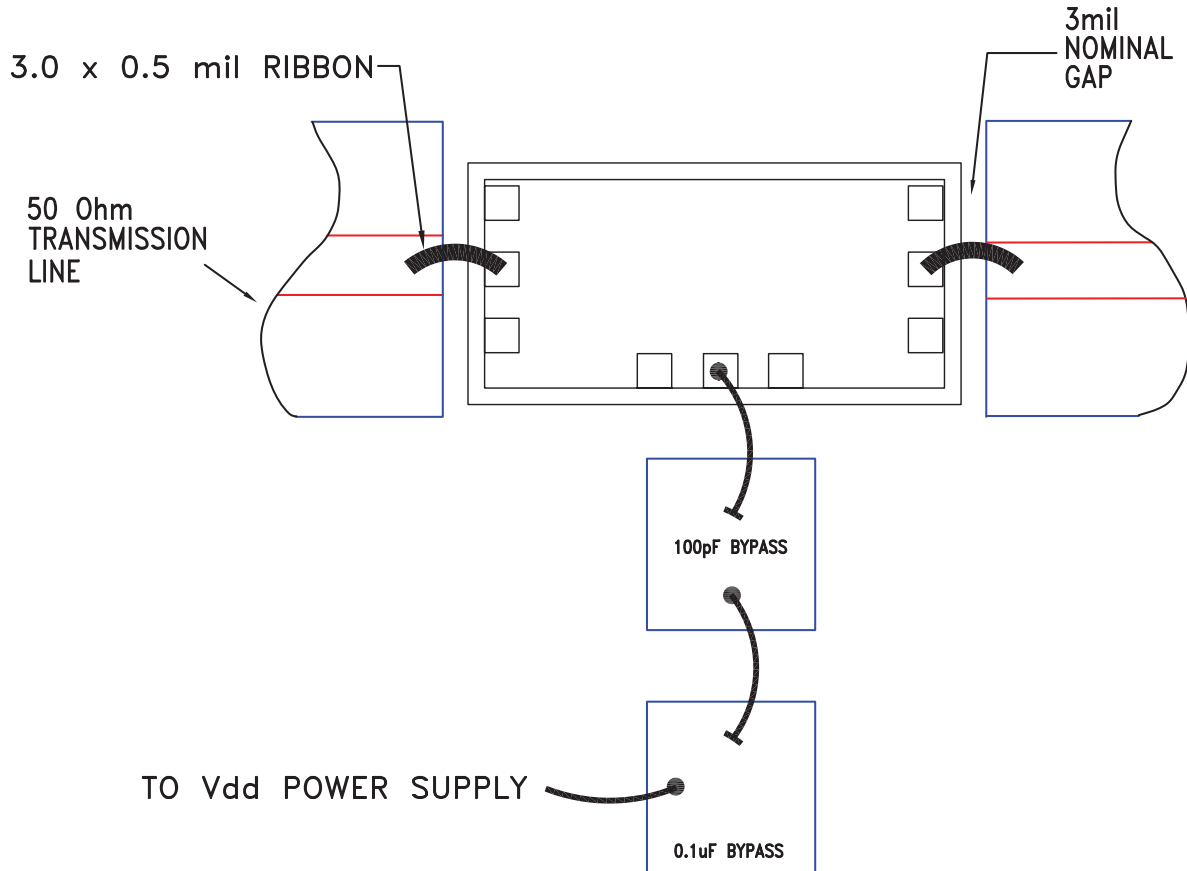 3mil
NOMINAL
GAP
3.0 x 0.5 mil RIBBON
50 Ohm
TRANSMISSION
LINE
100pF BYPASS
TO Vdd POWER SUPPLY
0.1uF BYPASS